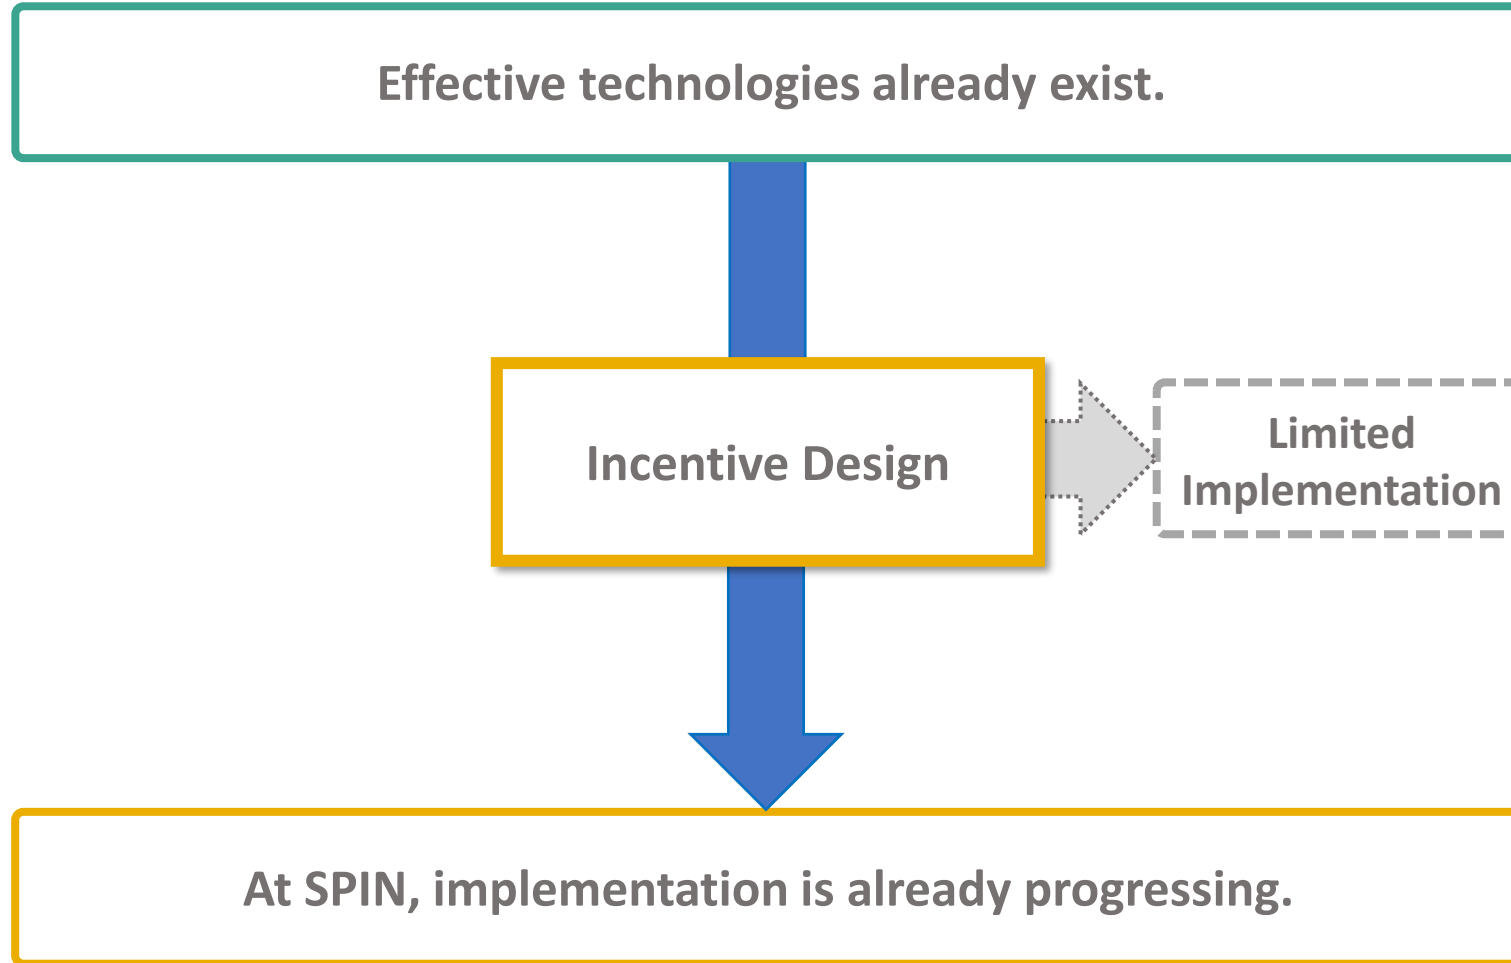 Effective technologies already exist.
Incentive Design
Limited
Implementation
At SPIN, implementation is already progressing.